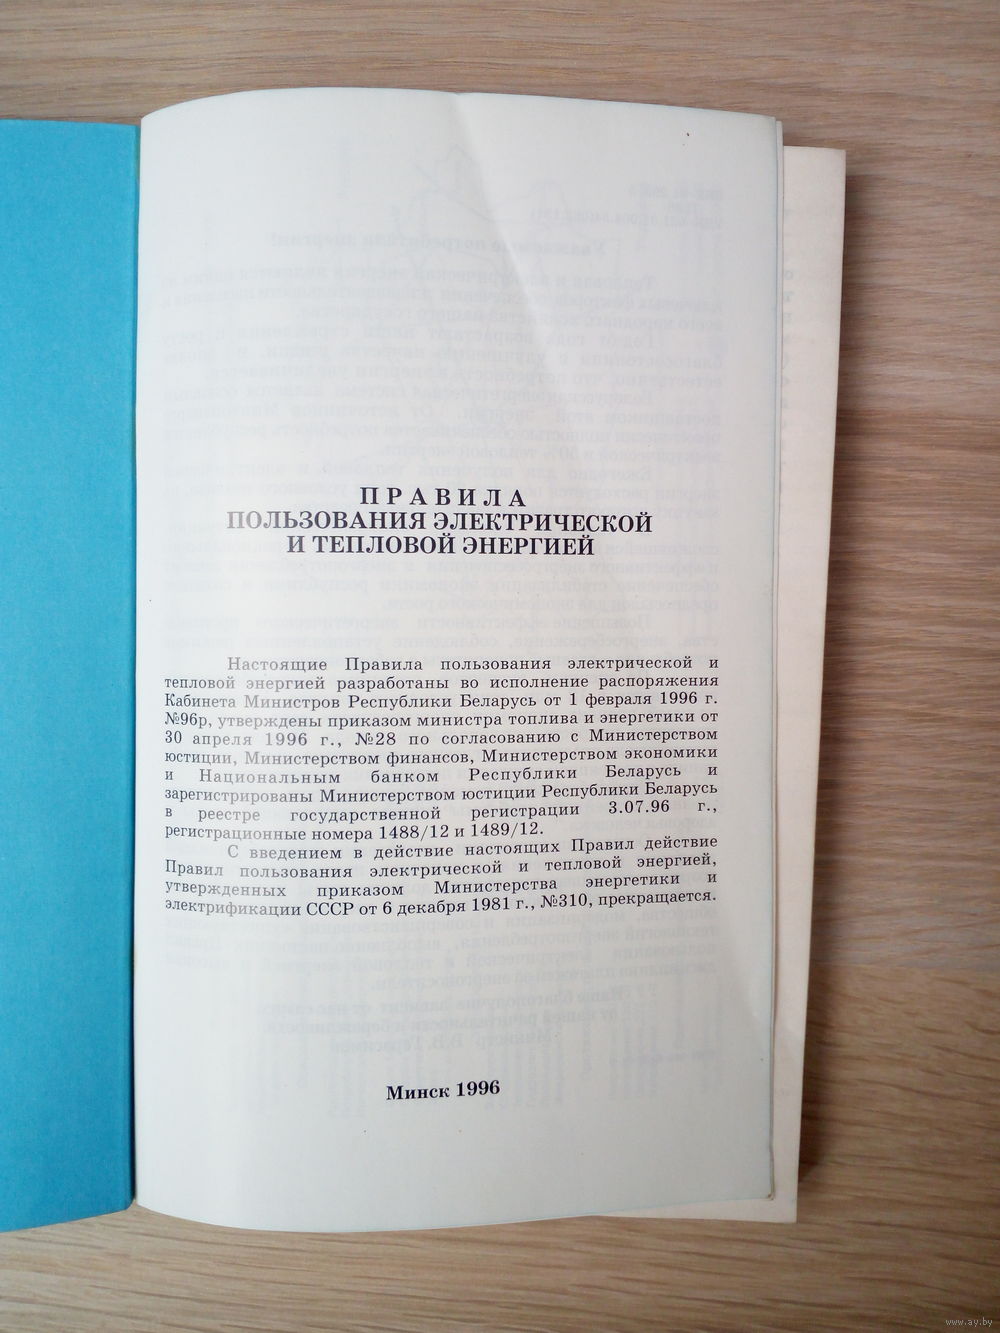 П Р А В И Л А
ПОЛЬЗОВАНИЯ ЭЛЕКТРИЧЕСКОЙ
И ТЕПЛОВОЙ ЭНЕРГИЕЙ
Настоящие Правила пользования электрической и
тепловой энергией разработаны во исполнение распоряжения
Кабинета Министров Республики Беларусь от 1 февраля 1996 г.
№96р, утверждены приказом министра топлива и энергетики от
30 апреля 1996 г., №28 по согласованию с Министерством
юстиции, Министерством финансов, Министерством экономики
и Национальным банком Республики Беларусь и
зарегистрированы Министерством юстиции Республики Беларусь
в реестре государственной регистрации 3.07.96 г.,
регистрационные номера 1488/12 и 1489/12.
С введением в действие настоящих Правил действие
Правил пользования электрической и тепловой энергией,
утвержденных приказом Министерства энергетики и
электрификации СССР от 6 декабря 1981 г., №310, прекращается.
Минск 1996
www.ay.by